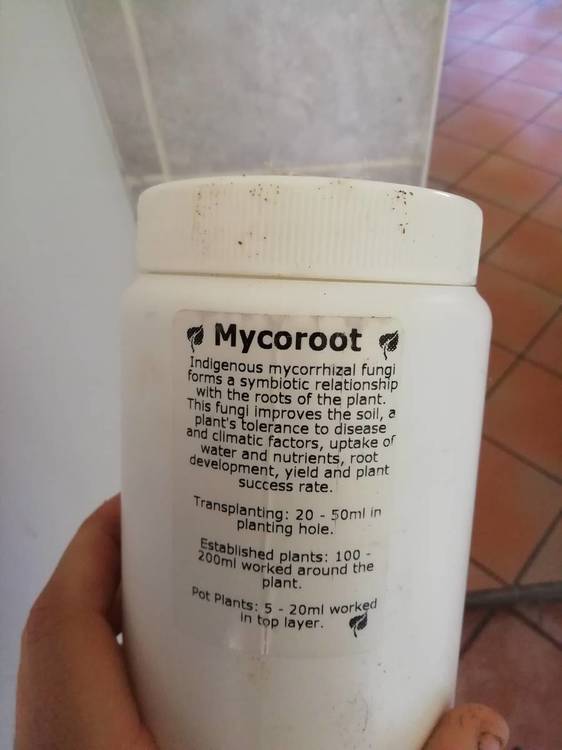 Mycoroot
Indigenous mycorrhizal fungi
forms a symbiotic relationship
with the roots of the plant.
This fungi improves the soil, a
plant's tolerance to disease
and climatic factors, uptake of
water and nutrients, root
development, yield and plant
success rate.
Transplanting: 20 - 50ml in
planting hole.
Established plants: 100 -
200ml worked around the
plant.
Pot Plants: 5 - 20ml worked
in top layer.